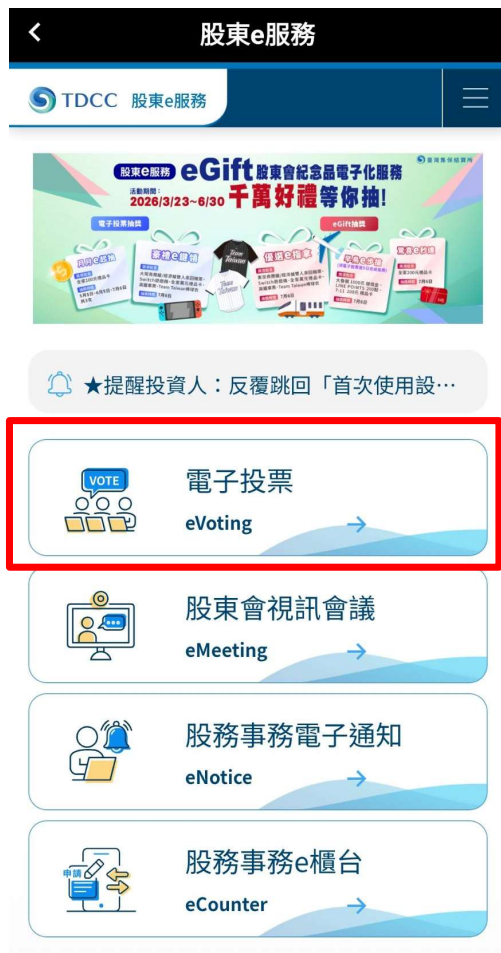 股東e服務
TDCC 股東e服務
臺灣集保結算所
股東e服務 eGift 股東會紀念品電子化服務
活動期間：
2026/3/23~6/30 千萬好禮等你抽!
電子投票抽獎
eGift抽獎
★提醒投資人：反覆跳回「首次使用設⋯
VOTE
電子投票
eVoting
股東會視訊會議
eMeeting
股務事務電子通知
eNotice
申請
股務事務e櫃台
eCounter